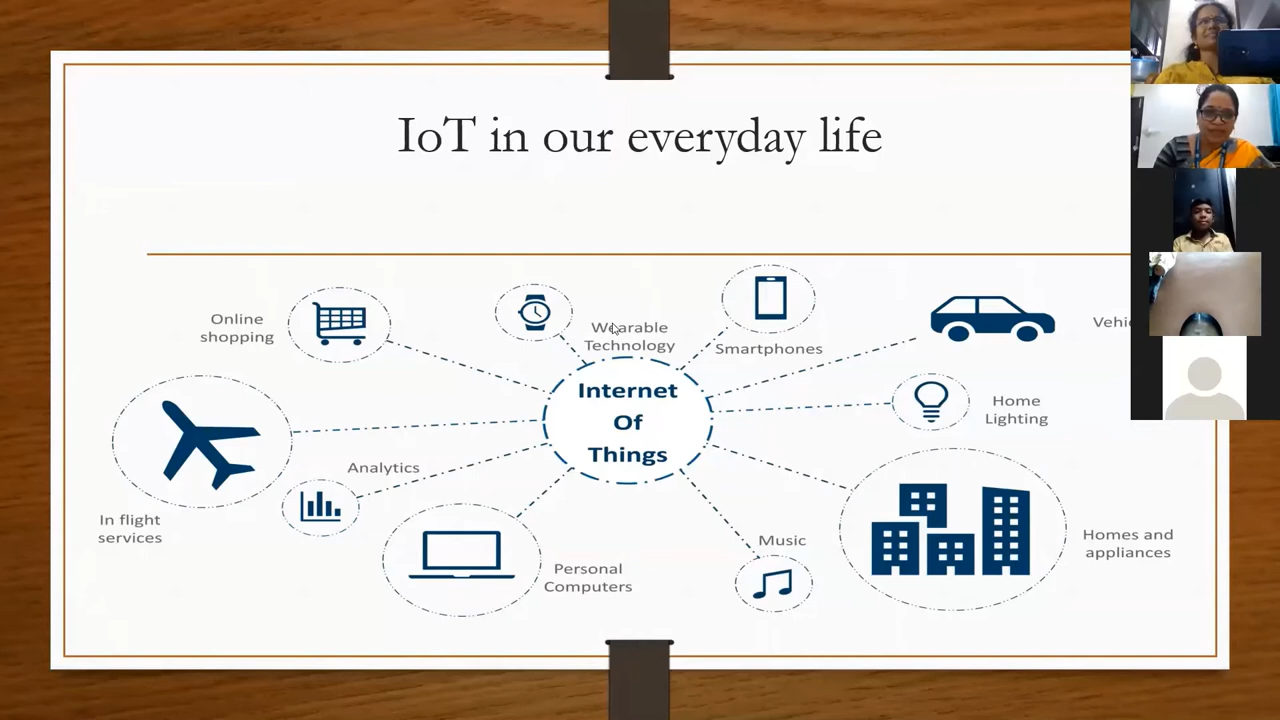 IoT in our everyday life
Online
shopping
Wearable
Technology
Smartphones
Internet
Of
Things
Home
Lighting
In flight
services
Analytics
Personal
Computers
Music
Homes and
appliances